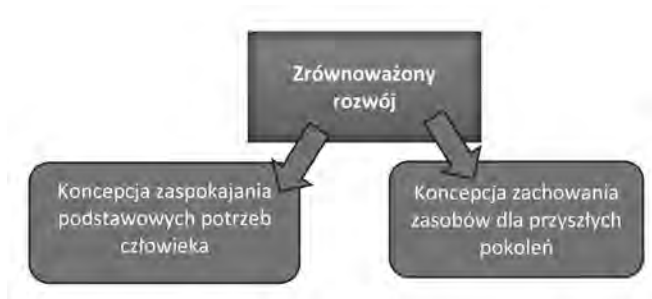 Zrównoważony
rozwój
Koncepcja zaspokajania
podstawowych potrzeb
człowieka
Koncepcja zachowania
zasobów dla przyszłych
pokoleń